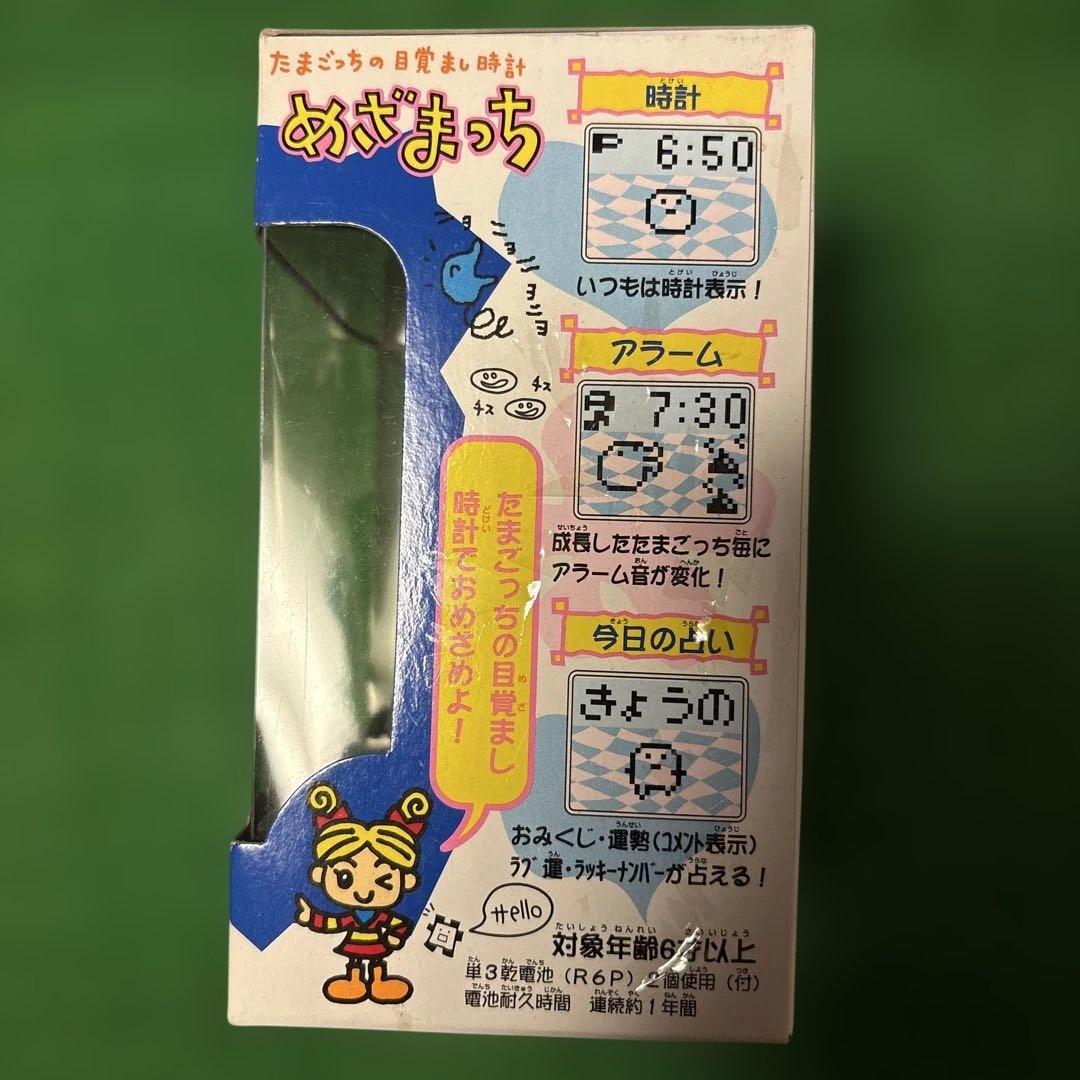 たまごっちの目覚まし時計
めざまっち
時計
P 6:50
いつもは時計表示！
ニョ
ニョ
ニョ
ニョ
アラーム
チス
チス
7:30
成長したたまごっち毎に
アラーム音が変化！
たまごっちの目覚まし
時計でおめざめよ！
今日の占い
きょうの
おみくじ・運勢（コメント表示）
ラブ運・ラッキーナンバーが占える！
Hello
対象年齢6才以上
単3乾電池（R6P）2個使用（付）
電池耐久時間 連続約1年間